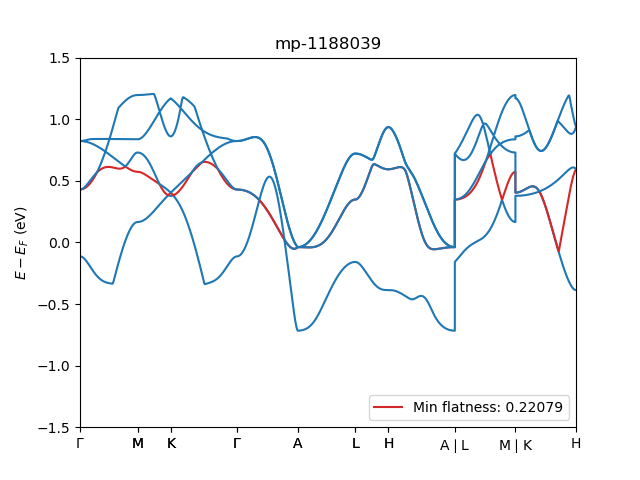 mp-1188039
1.5
1.0
0.5
0.0
−0.5
−1.0
−1.5
E − E_F (eV)
Min flatness: 0.22079
Γ M K Γ A L H A | L M | K H